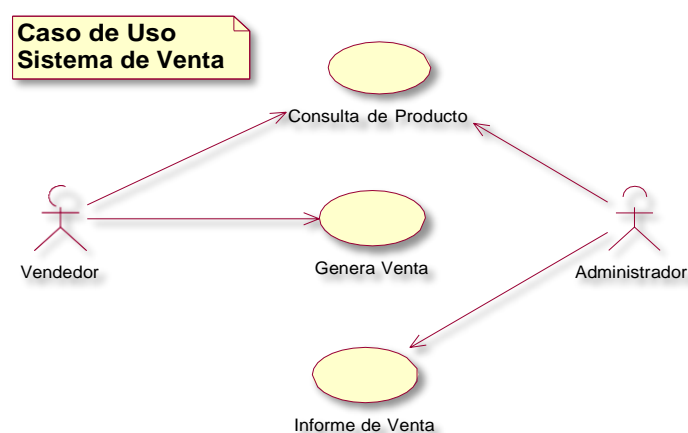 Caso de Uso
Sistema de Venta
Consulta de Producto
Vendedor
Genera Venta
Administrador
Informe de Venta